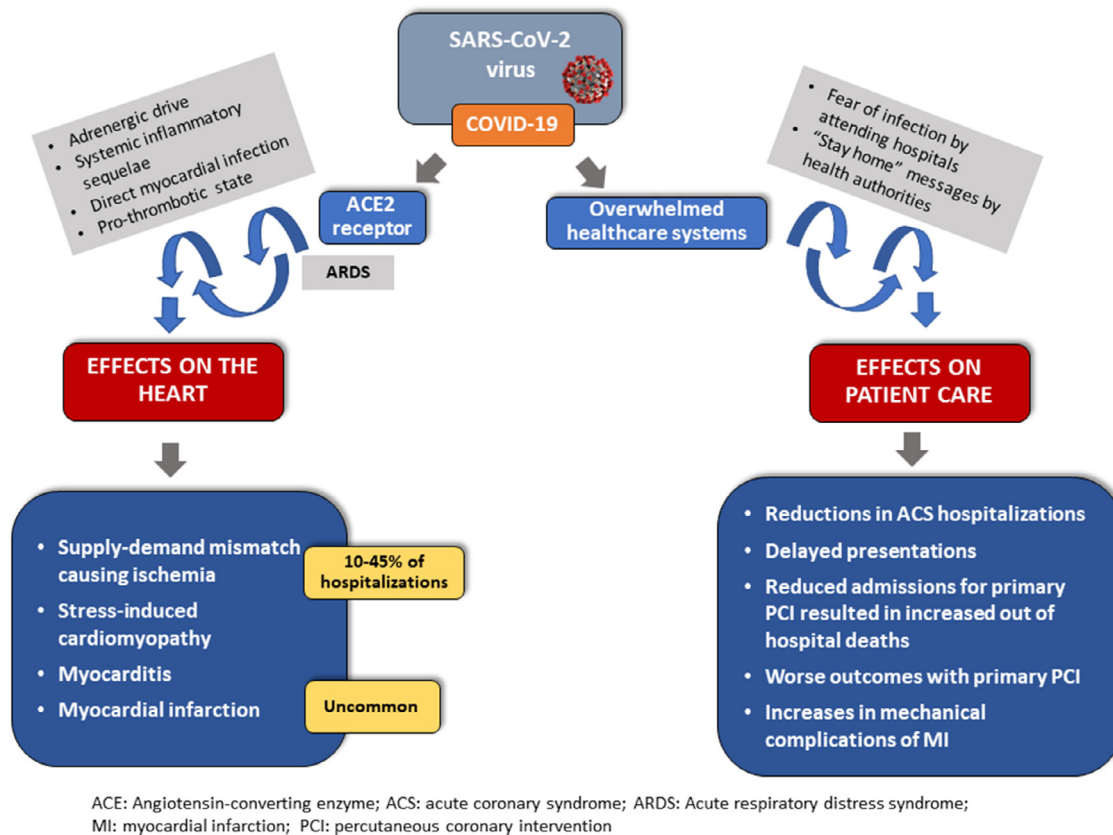 SARS-CoV-2
virus
COVID-19
• Adrenergic drive
• Systemic inflammatory
sequelae
• Direct myocardial infection
• Pro-thrombotic state
• Fear of infection by
attending hospitals
• “Stay home” messages by
health authorities
ACE2
receptor
ARDS
Overwhelmed
healthcare systems
EFFECTS ON THE
HEART
EFFECTS ON
PATIENT CARE
• Supply-demand mismatch
causing ischemia
• Stress-induced
cardiomyopathy
• Myocarditis
• Myocardial infarction
10-45% of
hospitalizations
Uncommon
• Reductions in ACS hospitalizations
• Delayed presentations
• Reduced admissions for primary
PCI resulted in increased out of
hospital deaths
• Worse outcomes with primary PCI
• Increases in mechanical
complications of MI
ACE: Angiotensin-converting enzyme; ACS: acute coronary syndrome; ARDS: Acute respiratory distress syndrome;
MI: myocardial infarction; PCI: percutaneous coronary intervention